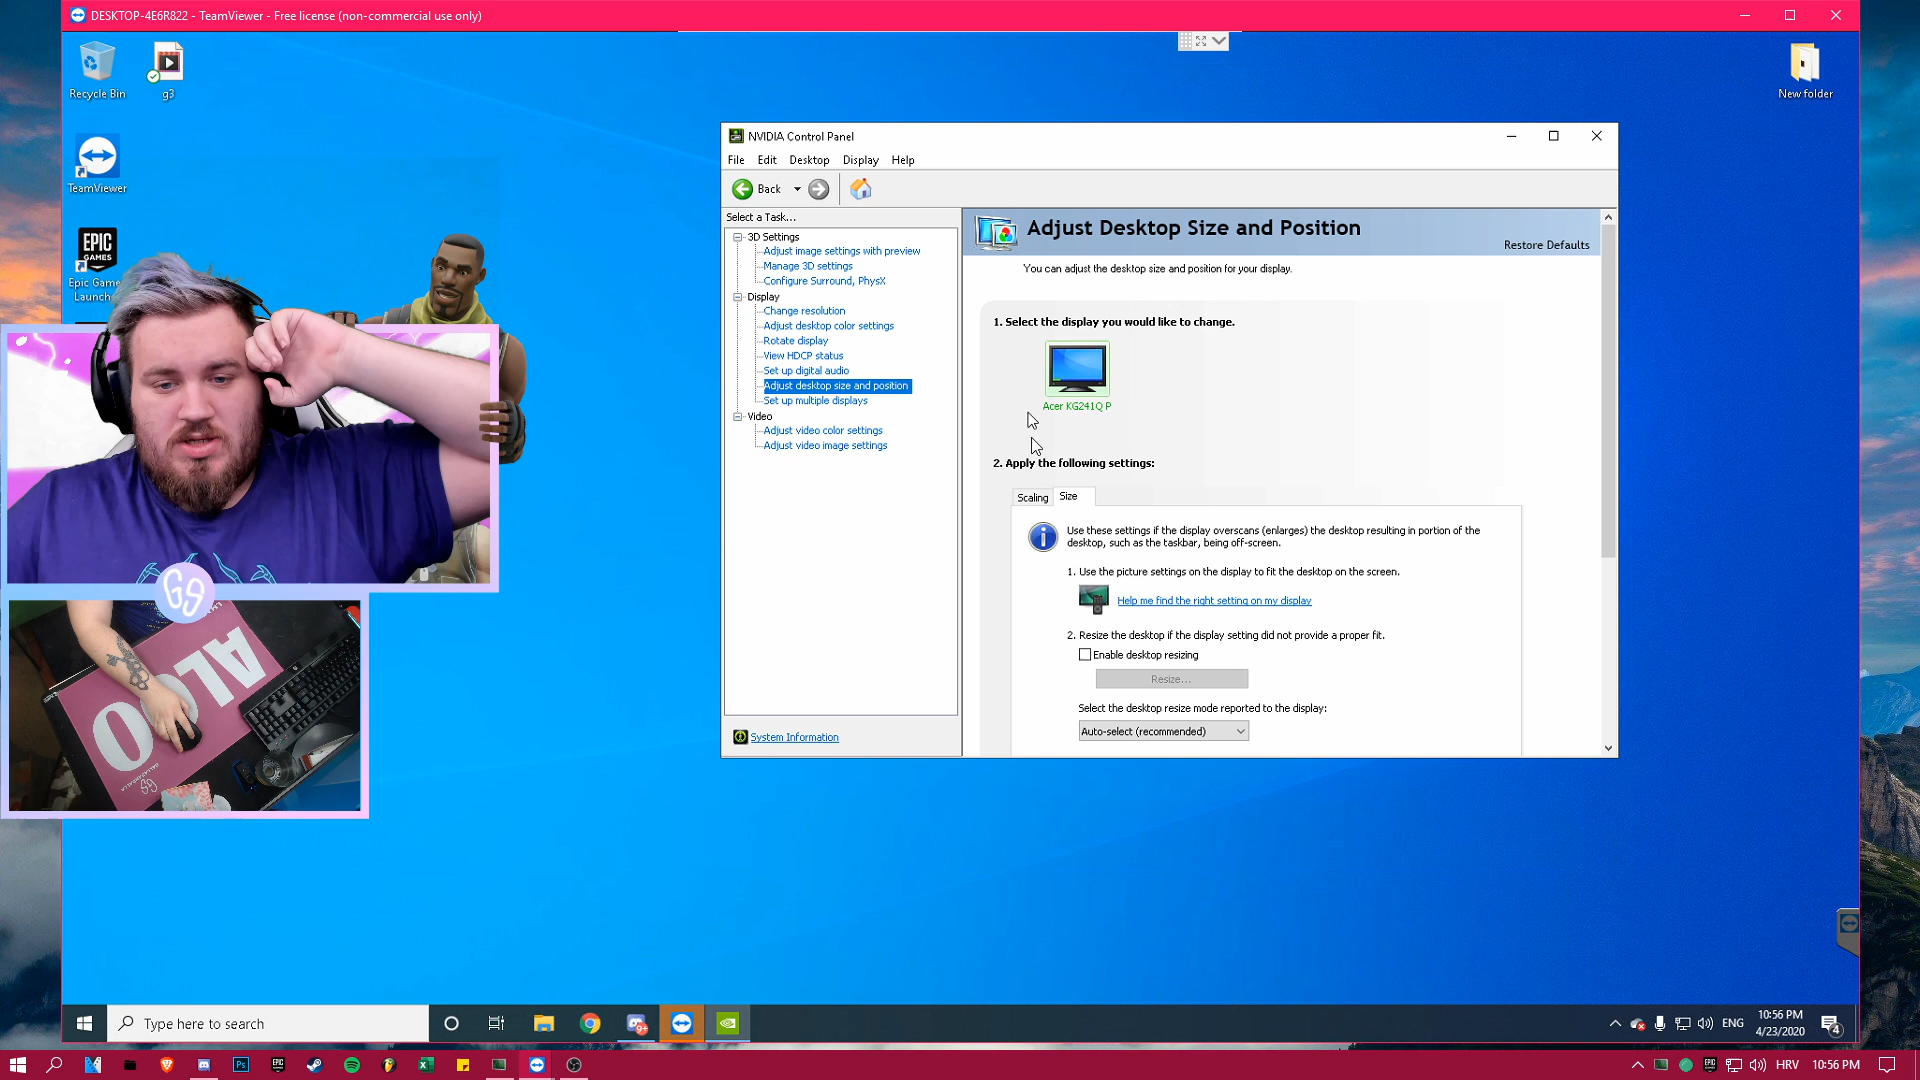 DESKTOP-4E6R822 - TeamViewer - Free license (non-commercial use only)
Recycle Bin
g3
New folder
TeamViewer
EPIC
GAMES
Epic Game
Launch
NVIDIA Control Panel
File Edit Desktop Display Help
Back
Select a Task...
3D Settings
Adjust image settings with preview
Manage 3D settings
Configure Surround, PhysX
Display
Change resolution
Adjust desktop color settings
Rotate display
View HDCP status
Set up digital audio
Adjust desktop size and position
Set up multiple displays
Video
Adjust video color settings
Adjust video image settings
System Information
Adjust Desktop Size and Position
Restore Defaults
You can adjust the desktop size and position for your display.
1. Select the display you would like to change.
Acer KG241Q P
2. Apply the following settings:
Scaling Size
Use these settings if the display overscans (enlarges) the desktop resulting in portion of the
desktop, such as the taskbar, being off-screen.
1. Use the picture settings on the display to fit the desktop on the screen.
Help me find the right setting on my display
2. Resize the desktop if the display setting did not provide a proper fit.
Enable desktop resizing
Resize...
Select the desktop resize mode reported to the display:
Auto-select (recommended)
GS
Type here to search
9+
ENG
10:56 PM
4/23/2020
4
Ps
EPIC
HRV
10:56 PM